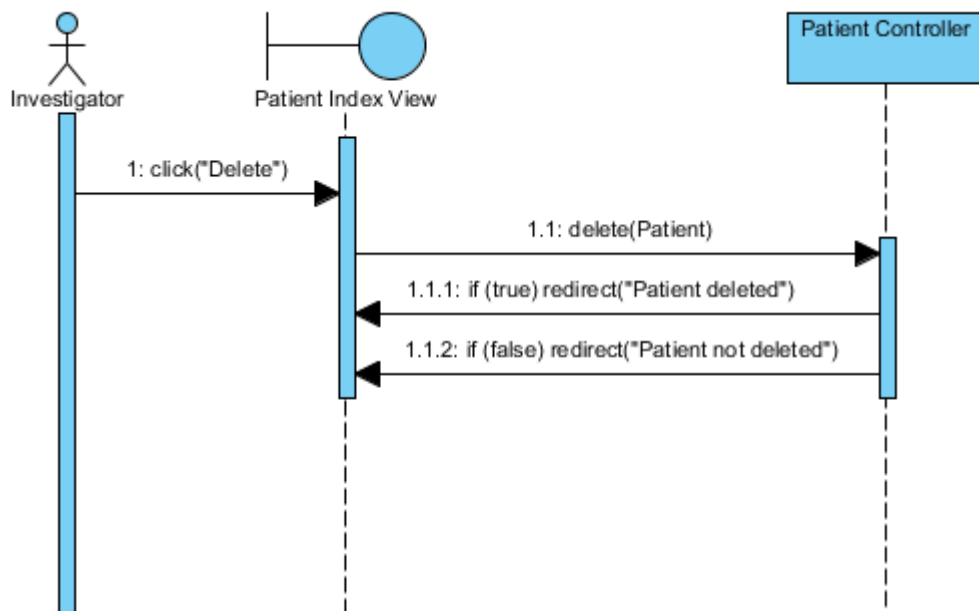 Patient Controller
Investigator
Patient Index View
1: click("Delete")
1.1: delete(Patient)
1.1.1: if (true) redirect("Patient deleted")
1.1.2: if (false) redirect("Patient not deleted")